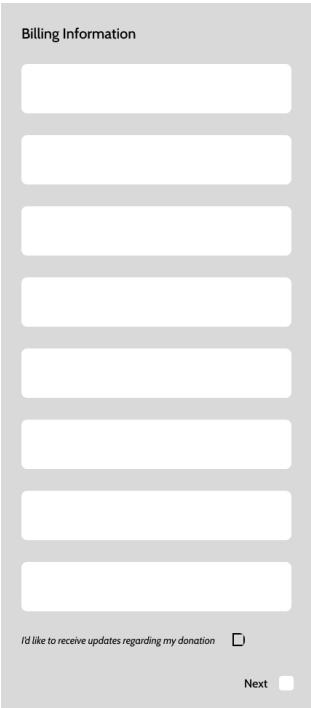 Billing Information
I'd like to receive updates regarding my donation
Next